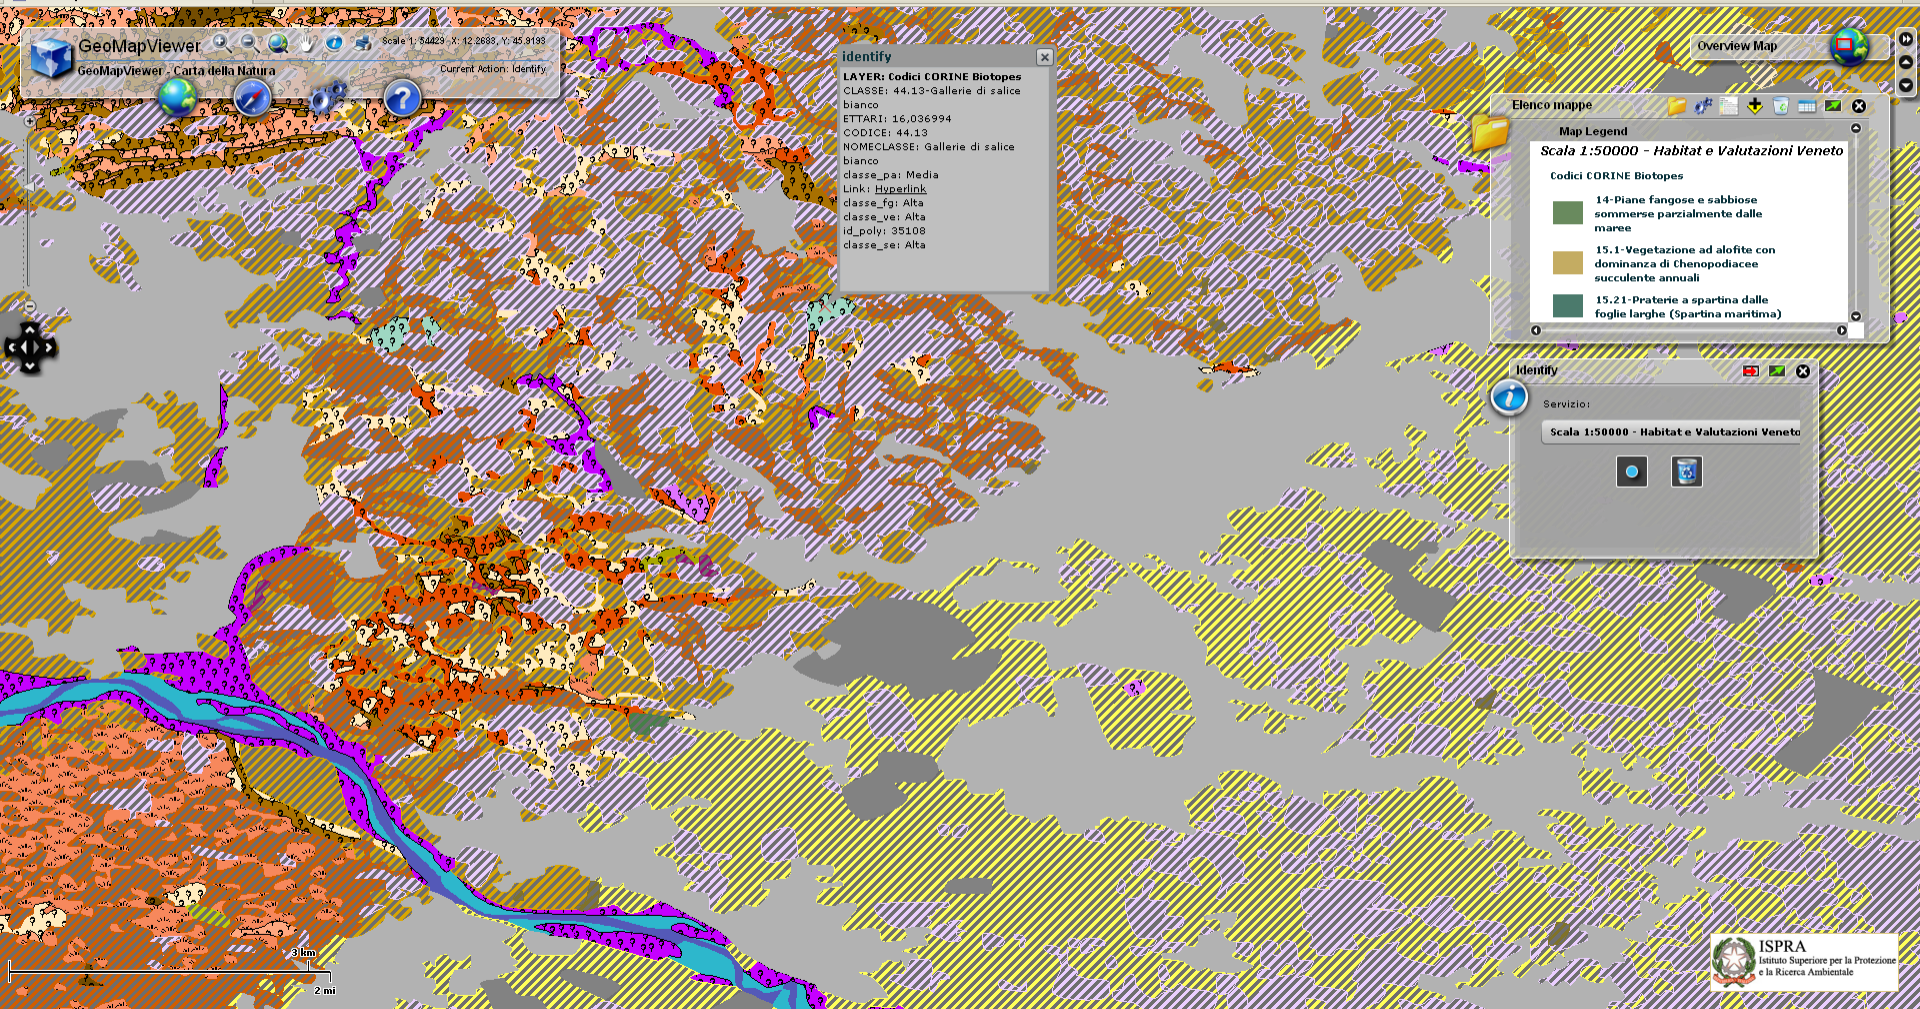 GeoMapViewer
Scale 1: 54429 - X: 12.2683, Y: 45.9193
GeoMapViewer - Carta della Natura
Current Action: Identify
identify
LAYER: Codici CORINE Biotopes
CLASSE: 44.13-Gallerie di salice
bianco
ETTARI: 16,036994
CODICE: 44.13
NOMECLASSE: Gallerie di salice
bianco
classe_pa: Media
Link: Hyperlink
classe_fg: Alta
classe_ve: Alta
id_poly: 35108
classe_se: Alta
Overview Map
Elenco mappe
Map Legend
Scala 1:50000 - Habitat e Valutazioni Veneto
Codici CORINE Biotopes
14-Piane fangose e sabbiose
sommerse parzialmente dalle
maree
15.1-Vegetazione ad alofite con
dominanza di Chenopodiacee
succulente annuali
15.21-Praterie a spartina dalle
foglie larghe (Spartina maritima)
Identify
Servizio:
Scala 1:50000 - Habitat e Valutazioni Veneto
3 km
2 mi
ISPRA
Istituto Superiore per la Protezione
e la Ricerca Ambientale